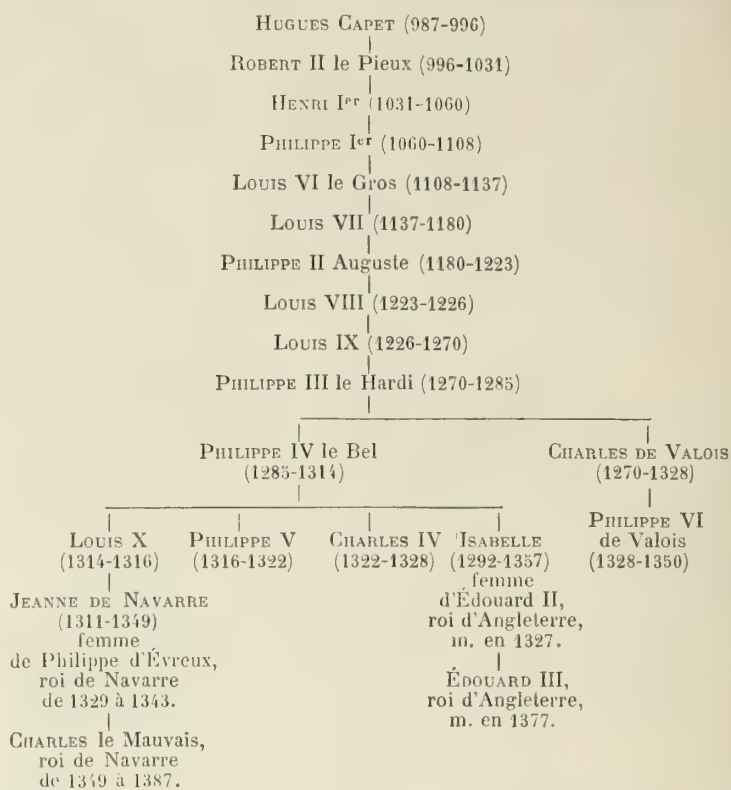 HUGUES CAPET (987-996)
ROBERT II le Pieux (996-1031)
HENRI Ier (1031-1060)
PHILIPPE Ier (1060-1108)
LOUIS VI le Gros (1108-1137)
LOUIS VII (1137-1180)
PHILIPPE II Auguste (1180-1223)
LOUIS VIII (1223-1226)
LOUIS IX (1226-1270)
PHILIPPE III le Hardi (1270-1285)
PHILIPPE IV le Bel
(1285-1314)
CHARLES DE VALOIS
(1270-1328)
PHILIPPE VI
de Valois
(1328-1350)
LOUIS X
(1314-1316)
PHILIPPE V
(1316-1322)
CHARLES IV
(1322-1328)
ISABELLE
(1292-1357)
femme
d'Édouard II,
roi d'Angleterre,
m. en 1327.
JEANNE DE NAVARRE
(1311-1349)
femme
de Philippe d'Évreux,
roi de Navarre
de 1329 à 1343.
ÉDOUARD III,
roi d'Angleterre,
m. en 1377.
CHARLES le Mauvais,
roi de Navarre
de 1349 à 1387.